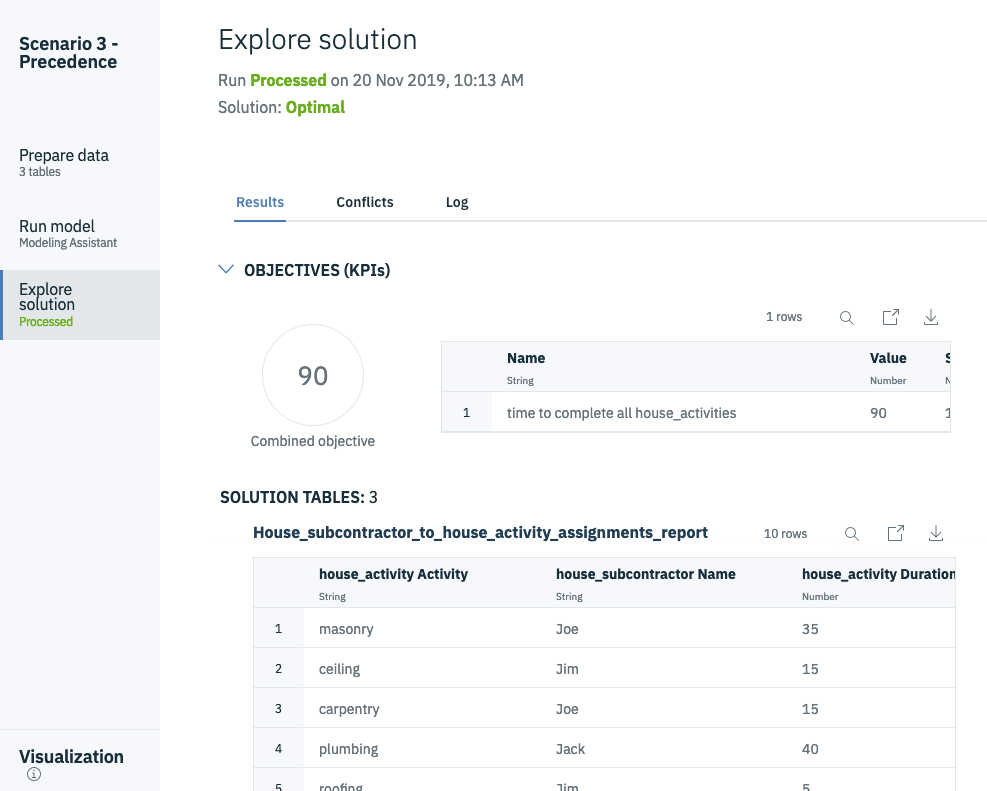 Scenario 3 -
Precedence
Prepare data
3 tables
Run model
Modeling Assistant
Explore
solution
Processed
Visualization
Explore solution
Run Processed on 20 Nov 2019, 10:13 AM
Solution: Optimal
Results Conflicts Log
OBJECTIVES (KPIs)
90
Combined objective
1 rows
Name Value
String Number
1 time to complete all house_activities 90
SOLUTION TABLES: 3
House_subcontractor_to_house_activity_assignments_report 10 rows
house_activity Activity house_subcontractor Name house_activity Duration
String String Number
1 masonry Joe 35
2 ceiling Jim 15
3 carpentry Joe 15
4 plumbing Jack 40
5 roofing Jim 5